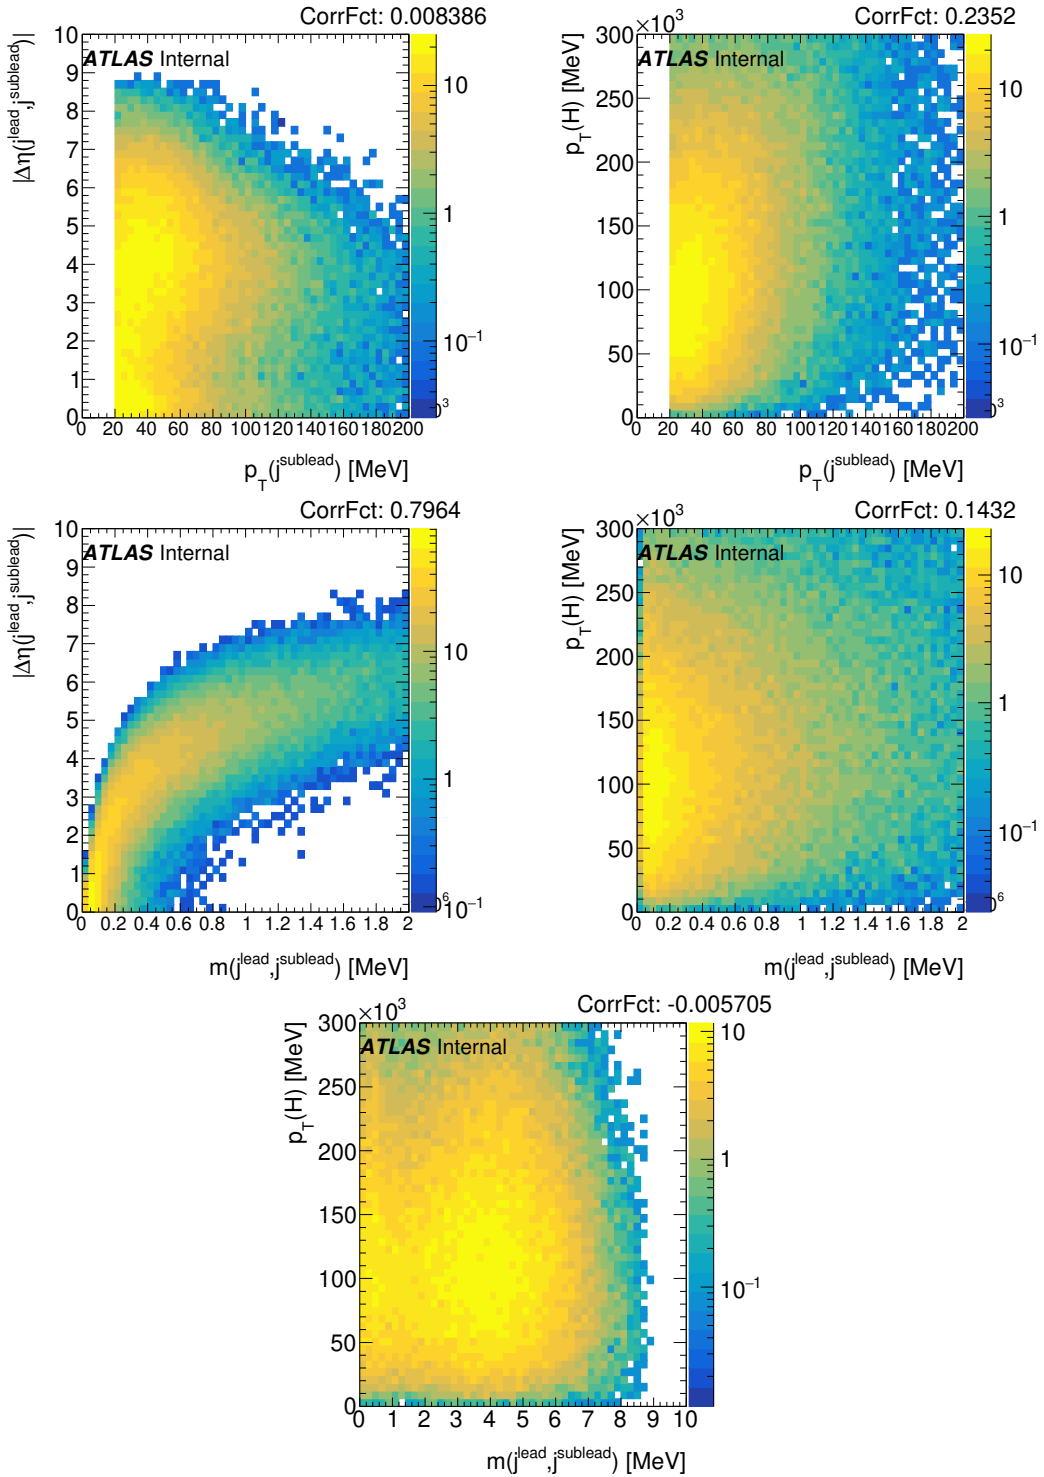 CorrFct: 0.008386
|Δη(j^lead,j^sublead)|
ATLAS Internal
10
9
8
7
6
5
4
3
2
1
0
0 20 40 60 80 100 120 140 160 180 200
p_T(j^sublead) [MeV]
10
1
10^−1
CorrFct: 0.2352
×10^3
p_T(H) [MeV]
ATLAS Internal
300
250
200
150
100
50
0
0 20 40 60 80 100 120 140 160 180 200
p_T(j^sublead) [MeV]
10
1
10^−1
CorrFct: 0.7964
|Δη(j^lead,j^sublead)|
ATLAS Internal
10
9
8
7
6
5
4
3
2
1
0
0 0.2 0.4 0.6 0.8 1 1.2 1.4 1.6 1.8 2
m(j^lead,j^sublead) [MeV]
10
1
10^−1
CorrFct: 0.1432
×10^3
p_T(H) [MeV]
ATLAS Internal
300
250
200
150
100
50
0
0 0.2 0.4 0.6 0.8 1 1.2 1.4 1.6 1.8 2
m(j^lead,j^sublead) [MeV]
10
1
10^−1
CorrFct: -0.005705
×10^3
p_T(H) [MeV]
ATLAS Internal
300
250
200
150
100
50
0
0 1 2 3 4 5 6 7 8 9 10
m(j^lead,j^sublead) [MeV]
10
1
10^−1